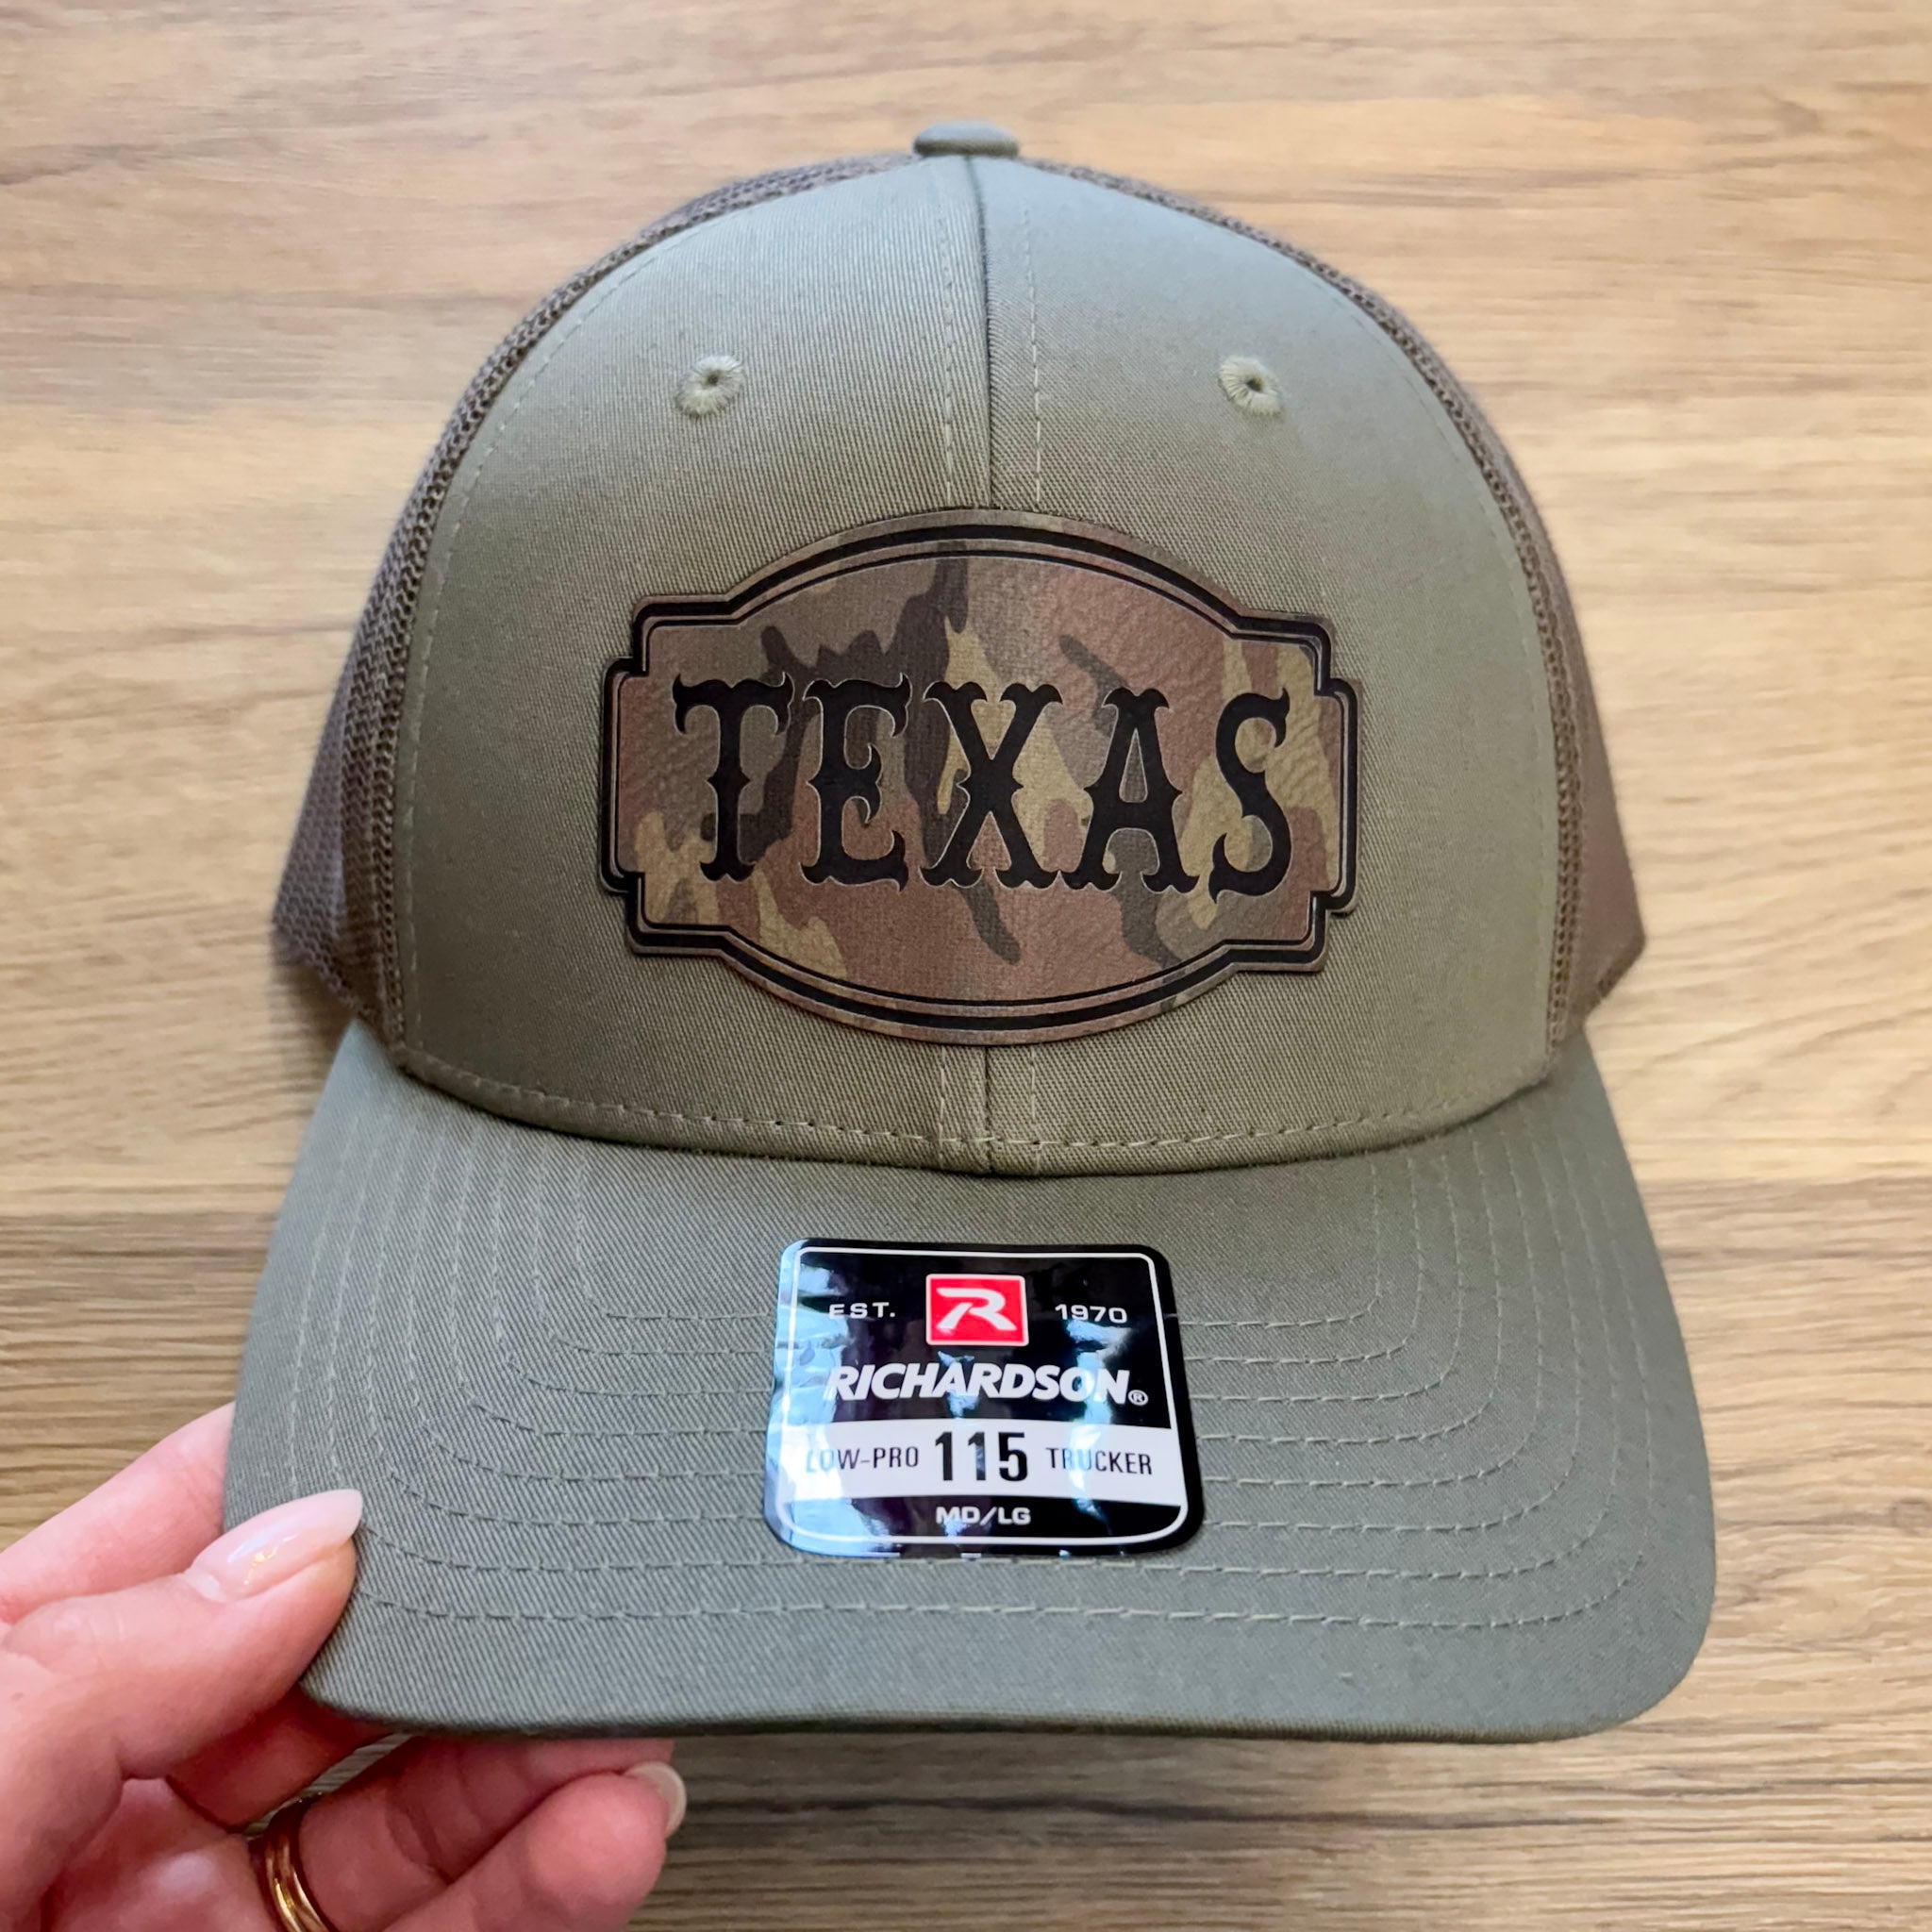 TEXAS
EST. R 1970
RICHARDSON®
LOW-PRO 115 TRUCKER
MD/LG